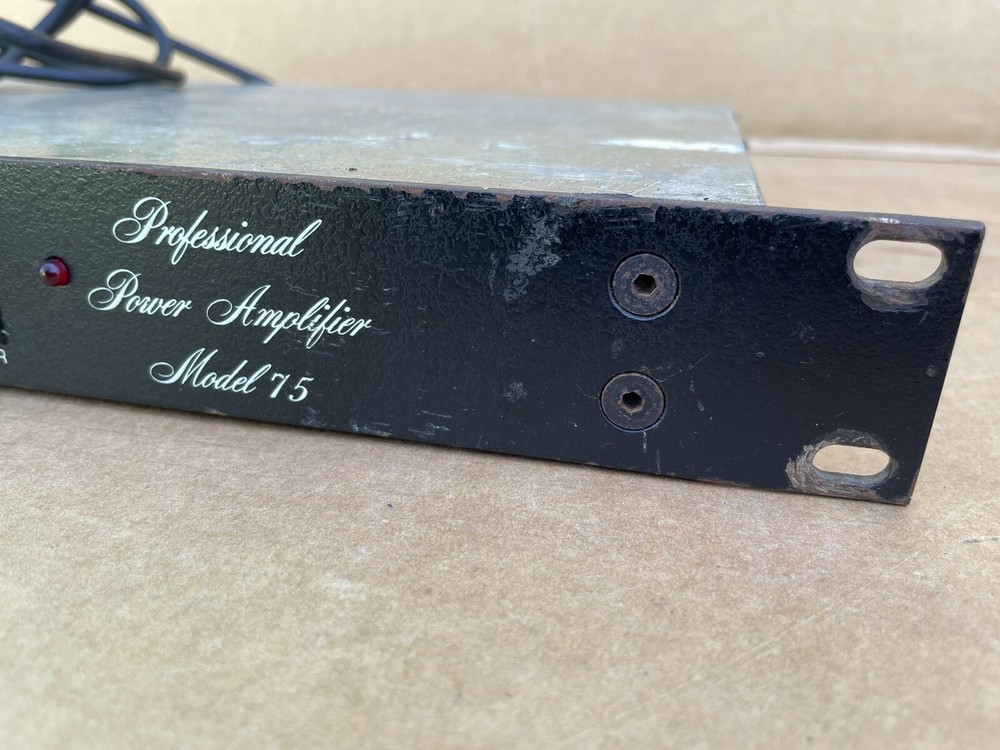 Professional
Power Amplifier
Model 75
R